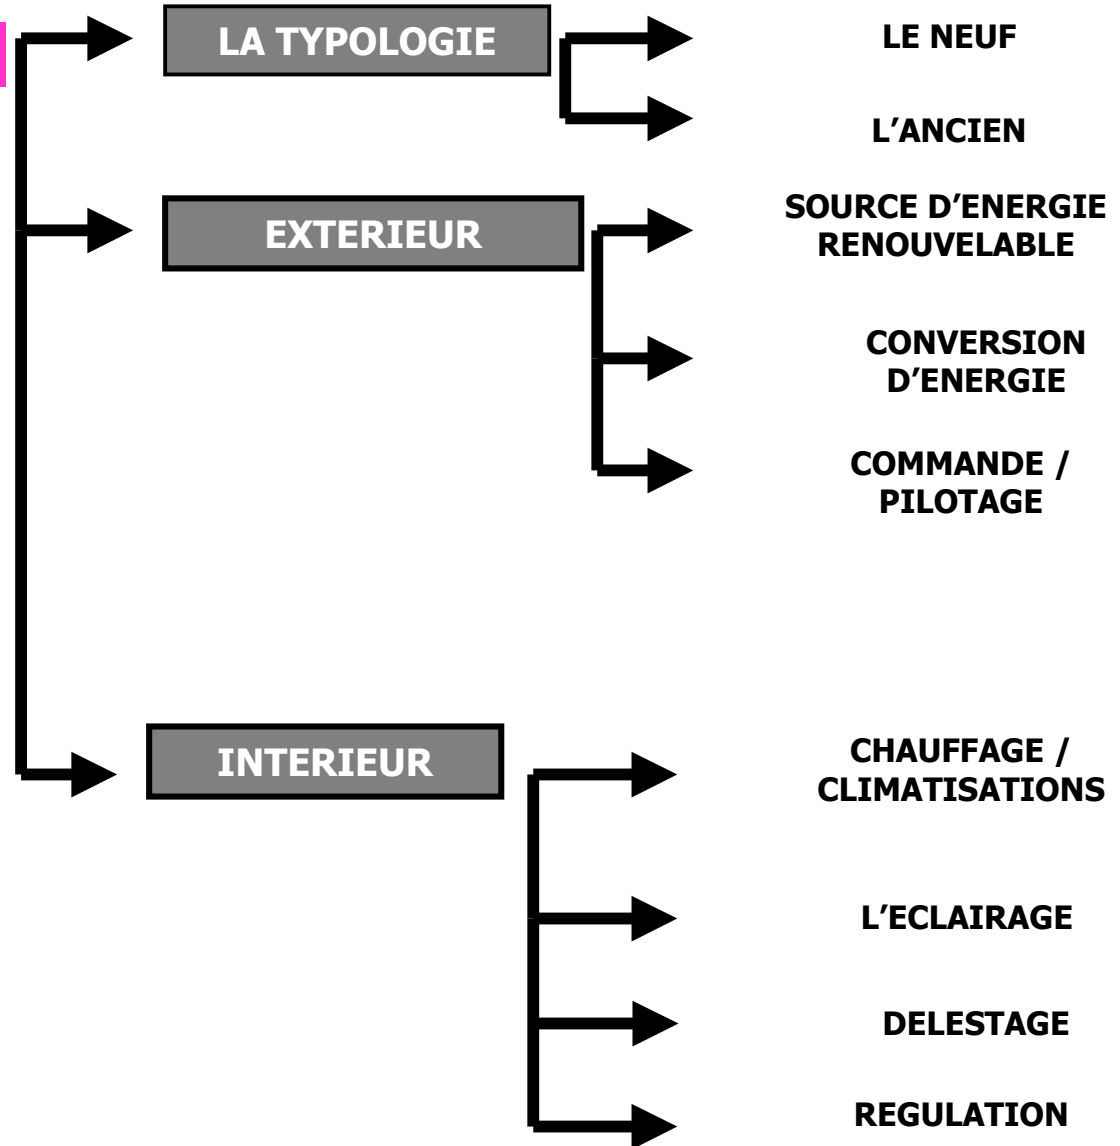 LA TYPOLOGIE
LE NEUF
L’ANCIEN
EXTERIEUR
SOURCE D’ENERGIE
RENOUVELABLE
CONVERSION
D’ENERGIE
COMMANDE /
PILOTAGE
INTERIEUR
CHAUFFAGE /
CLIMATISATIONS
L’ECLAIRAGE
DELESTAGE
REGULATION